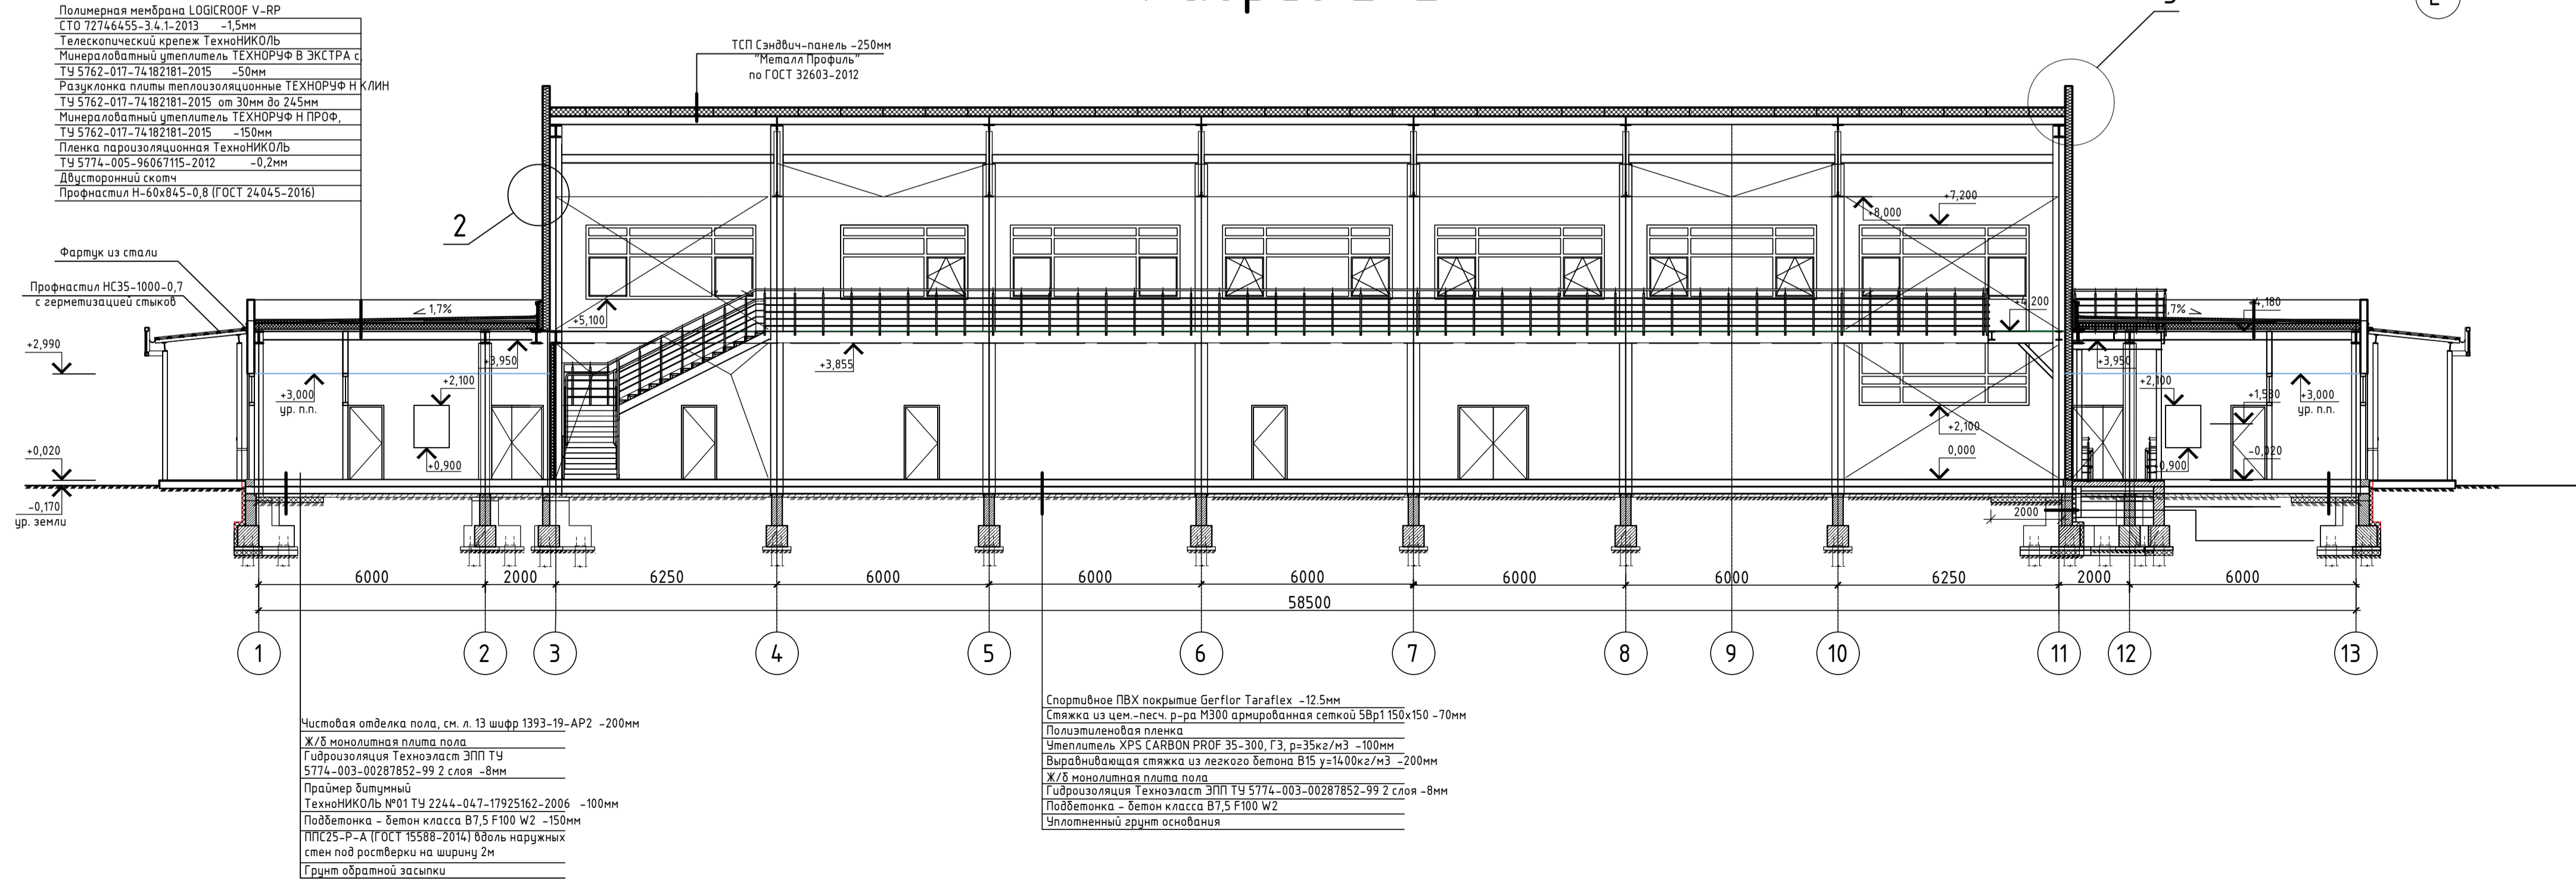 Полимерная мембрана LOGICROOF V-RP
СТО 72746455-3.4.1-2013 -1,5мм
Телескопический крепеж ТехноНИКОЛЬ
Минераловатный утеплитель ТЕХНОРУФ В ЭКСТРА с,
ТУ 5762-017-74182181-2015 -50мм
Разуклонка плиты теплоизоляционные ТЕХНОРУФ Н КЛИН
ТУ 5762-017-74182181-2015 от 30мм до 245мм
Минераловатный утеплитель ТЕХНОРУФ Н ПРОФ,
ТУ 5762-017-74182181-2015 -150мм
Пленка пароизоляционная ТехноНИКОЛЬ
ТУ 5774-005-96067115-2012 -0,2мм
Двусторонний скотч
Профнастил Н-60х845-0,8 (ГОСТ 24045-2016)
ТСП Сэндвич-панель -250мм
"Металл Профиль"
по ГОСТ 32603-2012
2
Фартук из стали
Профнастил НС35-1000-0,7
с герметизацией стыков
1,7%
+7,200
+8,000
+5,100
+4,200
+4,180
,7%
+2,990
+3,950
+3,855
+3,950
+3,000
ур. п.п.
+2,100
+2,100
+3,000
ур. п.п.
+1,530
+2,100
+0,020
+0,900
0,000
-0,020
+0,900
-0,170
ур. земли
2000
6000
2000
6250
6000
6000
6000
6000
6000
6250
2000
6000
58500
1
2
3
4
5
6
7
8
9
10
11
12
13
Чистовая отделка пола, см. л. 13 шифр 1393-19-АР2 -200мм
Ж/б монолитная плита пола
Гидроизоляция Техноэласт ЭПП ТУ
5774-003-00287852-99 2 слоя -8мм
Праймер битумный
ТехноНИКОЛЬ №01 ТУ 2244-047-17925162-2006 -100мм
Подбетонка - бетон класса В7,5 F100 W2 -150мм
ППС25-Р-А (ГОСТ 15588-2014) вдоль наружных
стен под ростверки на ширину 2м
Грунт обратной засыпки
Спортивное ПВХ покрытие Gerflor Taraflex -12.5мм
Стяжка из цем.-песч. р-ра М300 армированная сеткой 5Вр1 150х150 -70мм
Полиэтиленовая пленка
Утеплитель XPS CARBON PROF 35-300, Г3, р=35кг/м3 -100мм
Выравнивающая стяжка из легкого бетона В15 у=1400кг/м3 -200мм
Ж/б монолитная плита пола
Гидроизоляция Техноэласт ЭПП ТУ 5774-003-00287852-99 2 слоя -8мм
Подбетонка - бетон класса В7,5 F100 W2
Уплотненный грунт основания